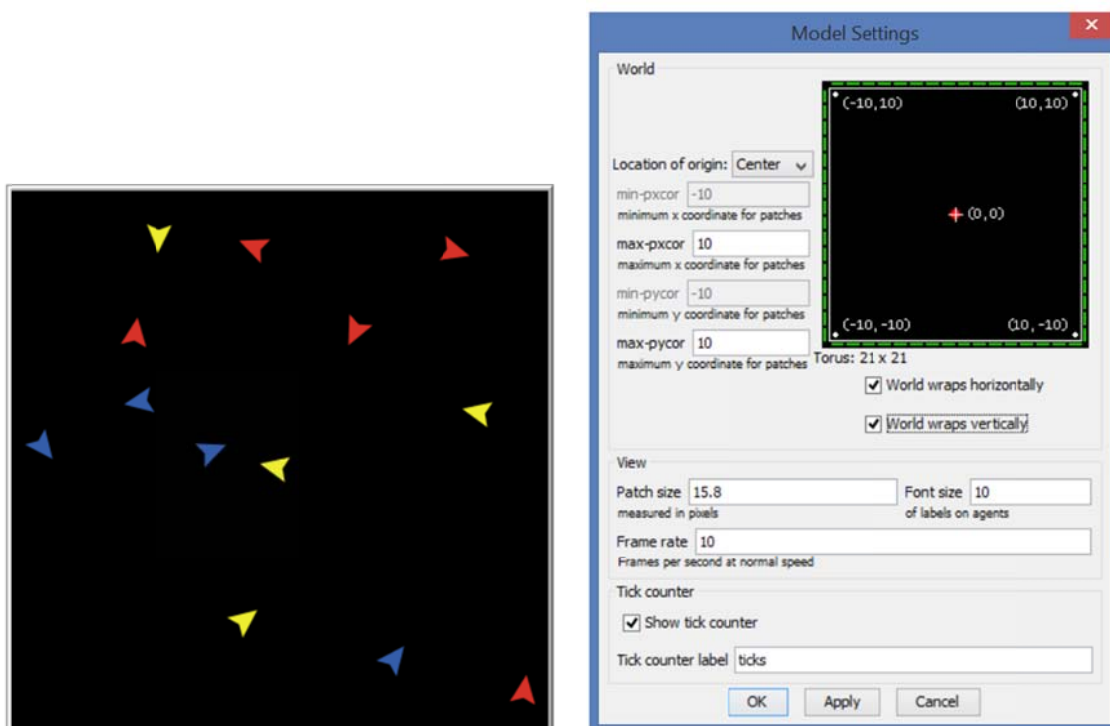 Model Settings
World
(-10,10) (10,10)
Location of origin: Center
min-pxcor -10
minimum x coordinate for patches
(0,0)
max-pxcor 10
maximum x coordinate for patches
min-pycor -10
minimum y coordinate for patches
(-10,-10) (10,-10)
max-pycor 10
maximum y coordinate for patches
Torus: 21 x 21
World wraps horizontally
World wraps vertically
View
Patch size 15.8 Font size 10
measured in pixels of labels on agents
Frame rate 10
Frames per second at normal speed
Tick counter
Show tick counter
Tick counter label ticks
OK Apply Cancel